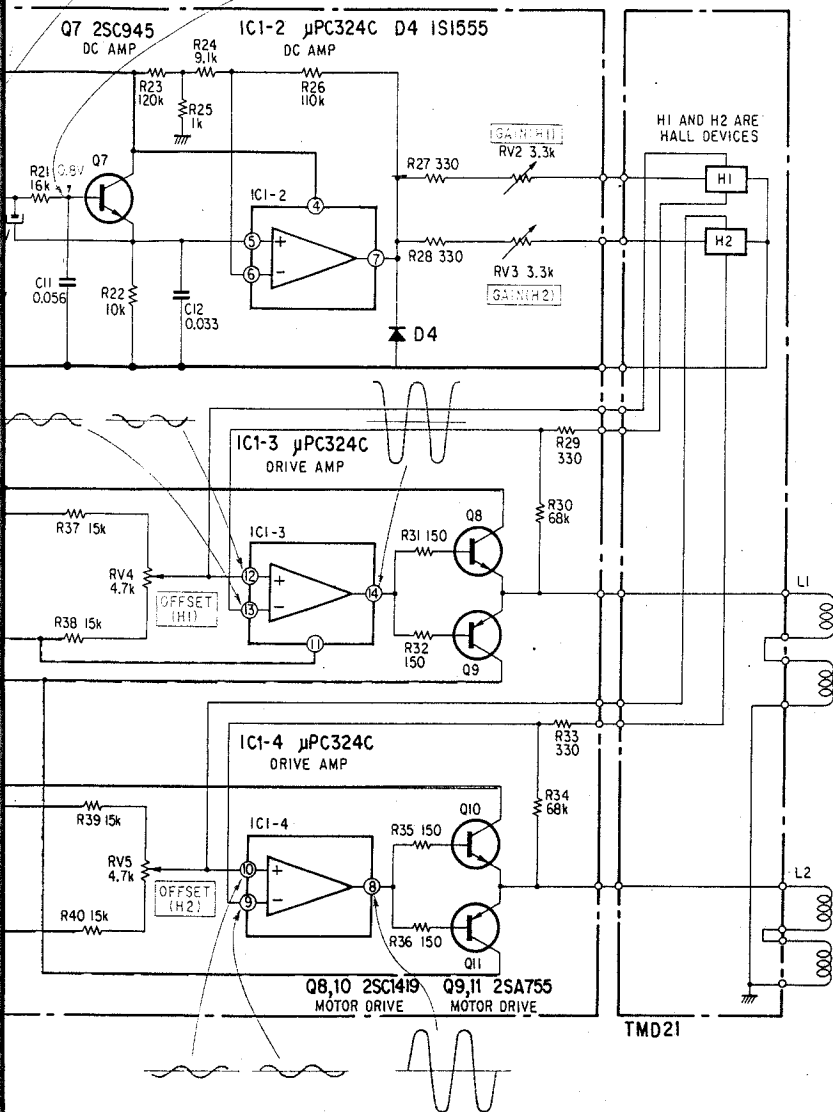 Q7 2SC945
DC AMP
IC1-2 μPC324C D4 1S1555
DC AMP
R23
120k
R24
9.1k
R25
1k
R26
110k
R21
16k
0.8V
Q7
IC1-2
4
5
+
6
−
7
C11
0.056
R22
10k
C12
0.033
D4
R27 330
GAIN(H1)
RV2 3.3k
R28 330
RV3 3.3k
GAIN(H2)
H1 AND H2 ARE
HALL DEVICES
H1
H2
IC1-3 μPC324C
DRIVE AMP
R29
330
R30
68k
R37 15k
RV4
4.7k
R38 15k
OFFSET
(H1)
IC1-3
12
+
13
−
14
11
R31 150
Q8
R32
150
Q9
L1
IC1-4 μPC324C
DRIVE AMP
R33
330
R34
68k
R39 15k
RV5
4.7k
R40 15k
OFFSET
(H2)
IC1-4
10
+
9
−
8
R35 150
Q10
R36 150
Q11
L2
Q8,10 2SC1419
MOTOR DRIVE
Q9,11 2SA755
MOTOR DRIVE
TMD21